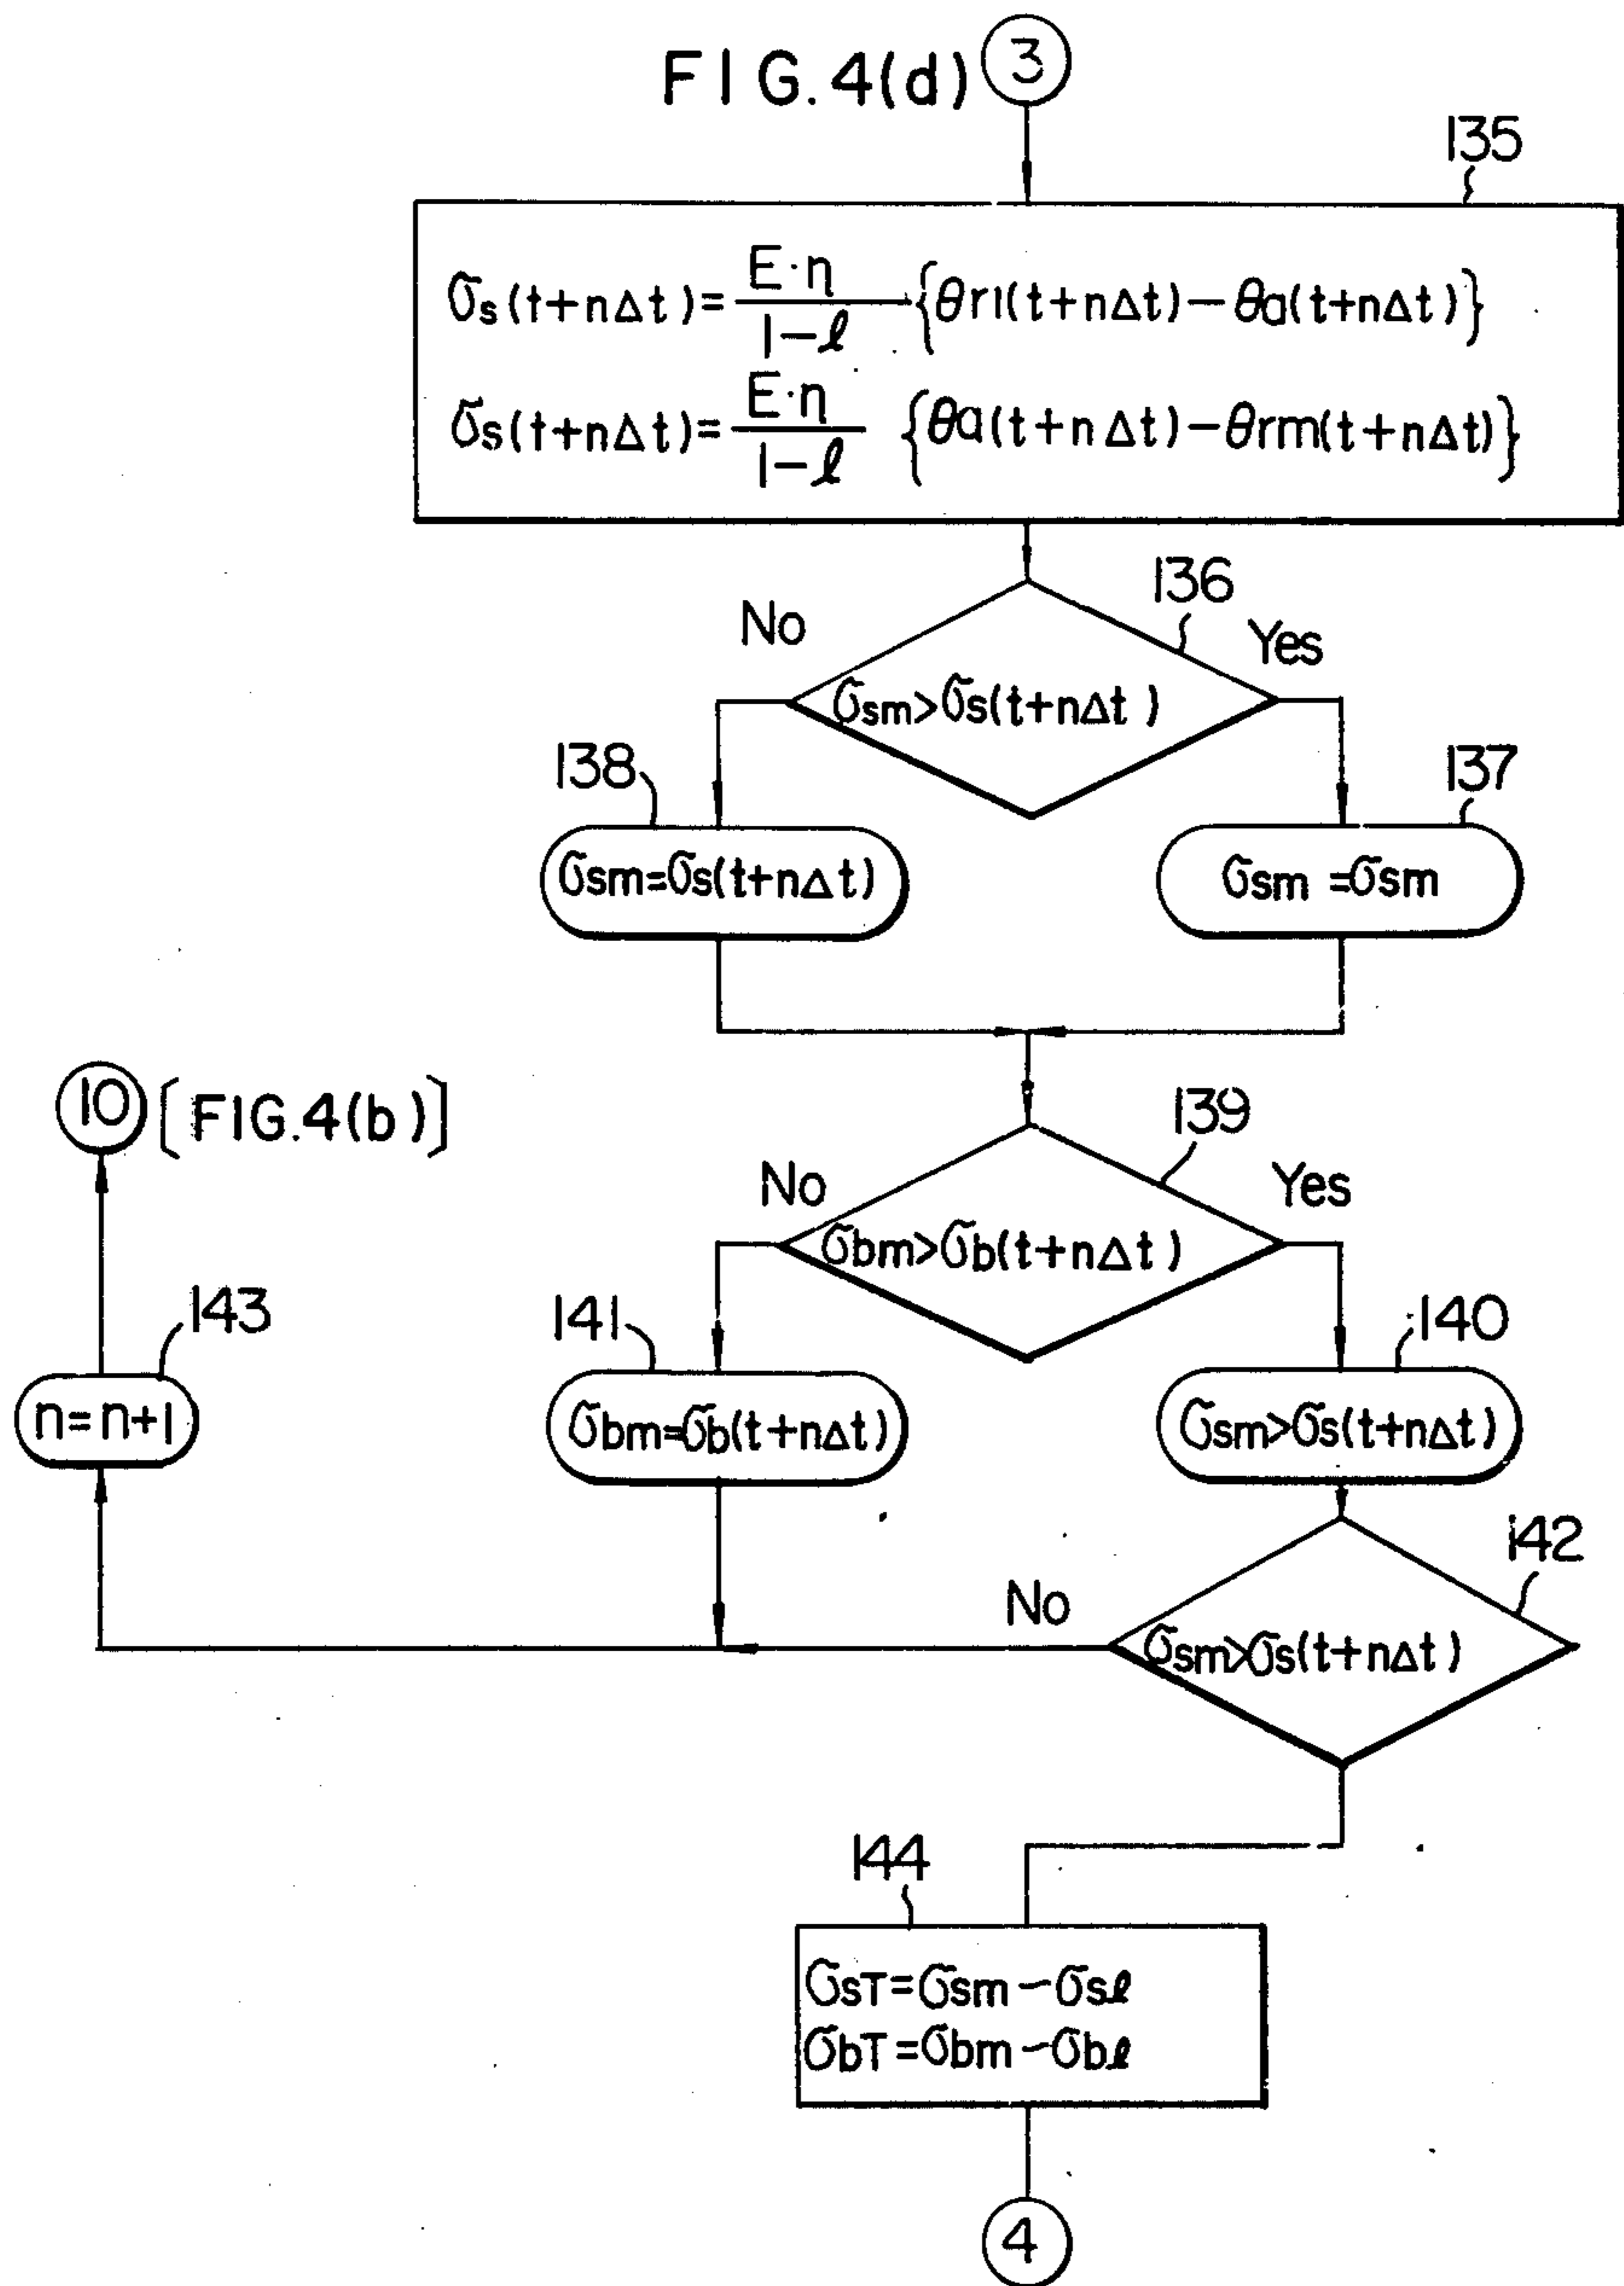 FIG. 4(d)
3
135
σs(t+nΔt)=E·η/1-ℓ{θr1(t+nΔt)-θa(t+nΔt)}
σs(t+nΔt)=E·η/1-ℓ {θa(t+nΔt)-θrm(t+nΔt)}
136
No
Yes
σsm>σs(t+nΔt)
138
137
σsm=σs(t+nΔt)
σsm=σsm
10 [FIG.4(b)]
139
No
Yes
σbm>σb(t+nΔt)
143
141
140
n=n+1
σbm=σb(t+nΔt)
σsm>σs(t+nΔt)
142
No
σsm>σs(t+nΔt)
144
σsT=σsm-σsℓ
σbT=σbm-σbℓ
4